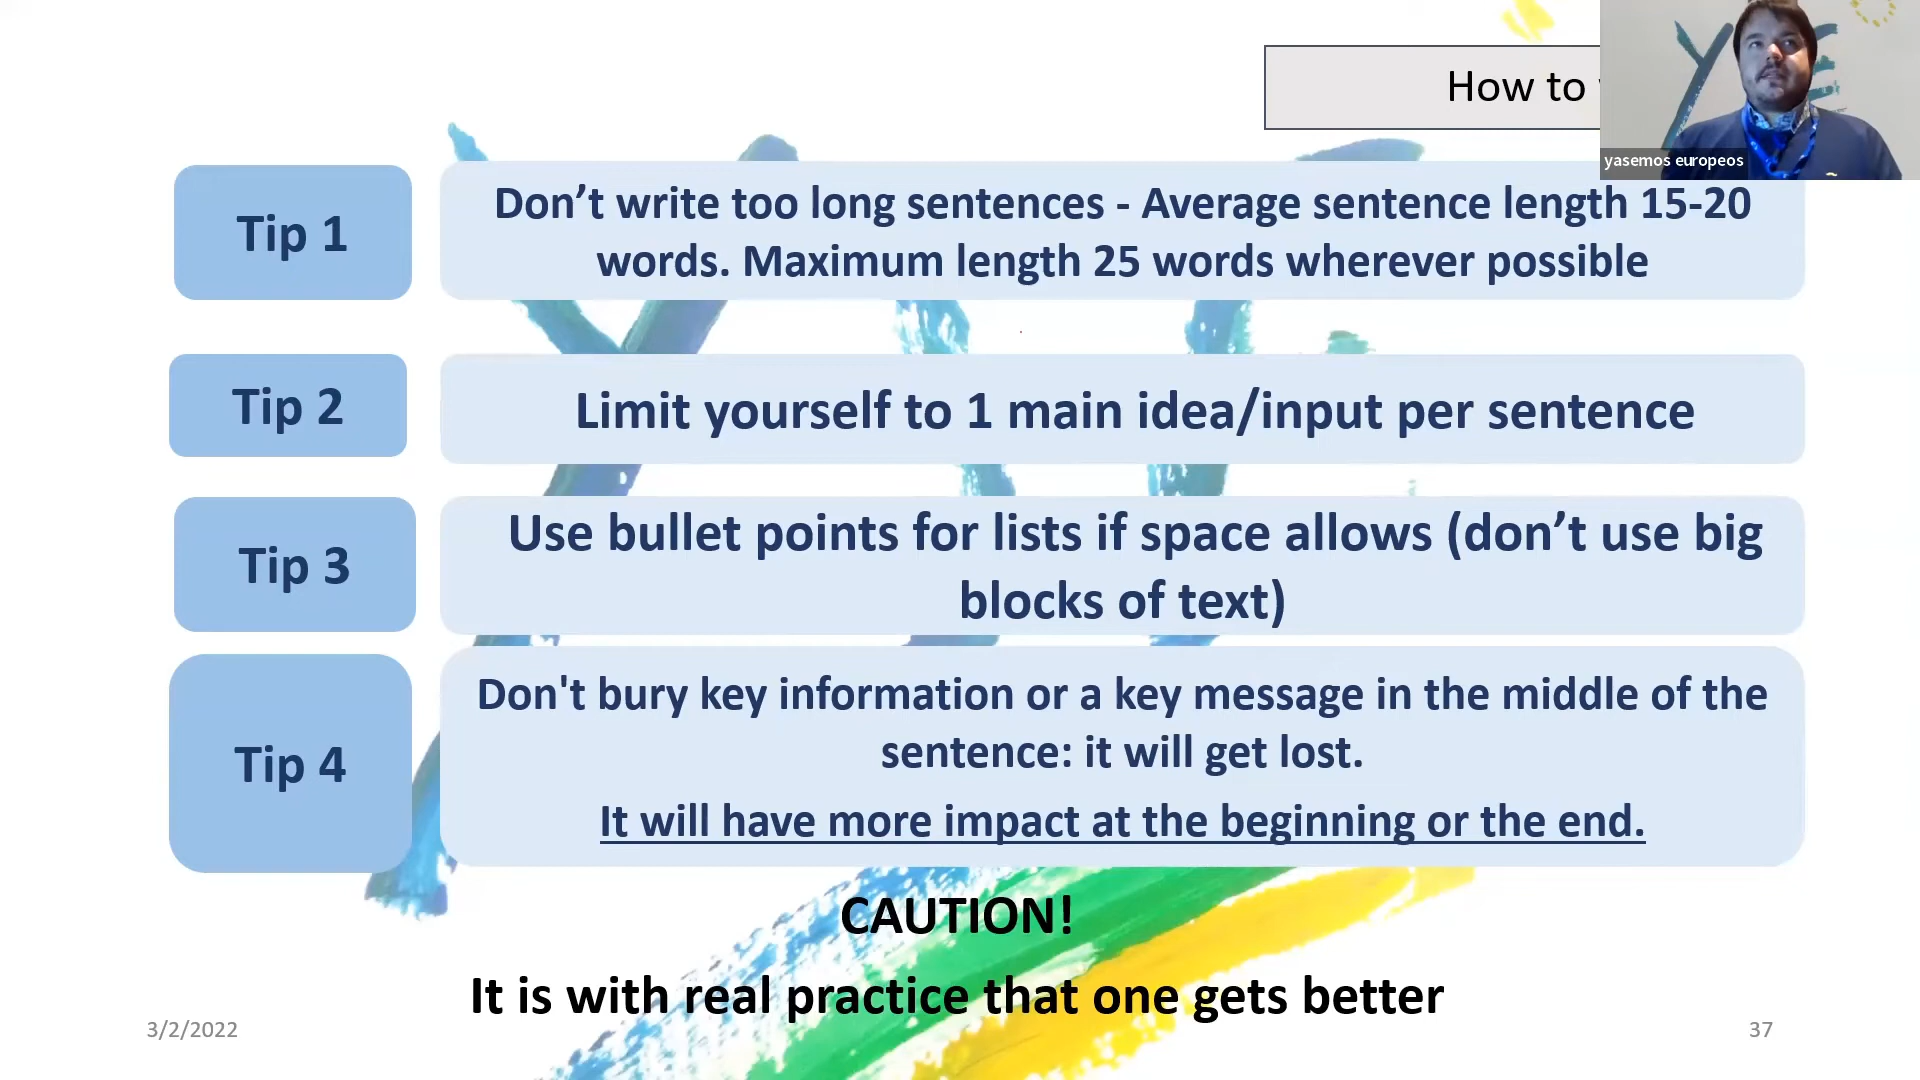 How to
yasemos europeos
Tip 1
Don’t write too long sentences - Average sentence length 15-20
words. Maximum length 25 words wherever possible
Tip 2
Limit yourself to 1 main idea/input per sentence
Tip 3
Use bullet points for lists if space allows (don’t use big
blocks of text)
Tip 4
Don't bury key information or a key message in the middle of the
sentence: it will get lost.
It will have more impact at the beginning or the end.
CAUTION!
It is with real practice that one gets better
3/2/2022
37